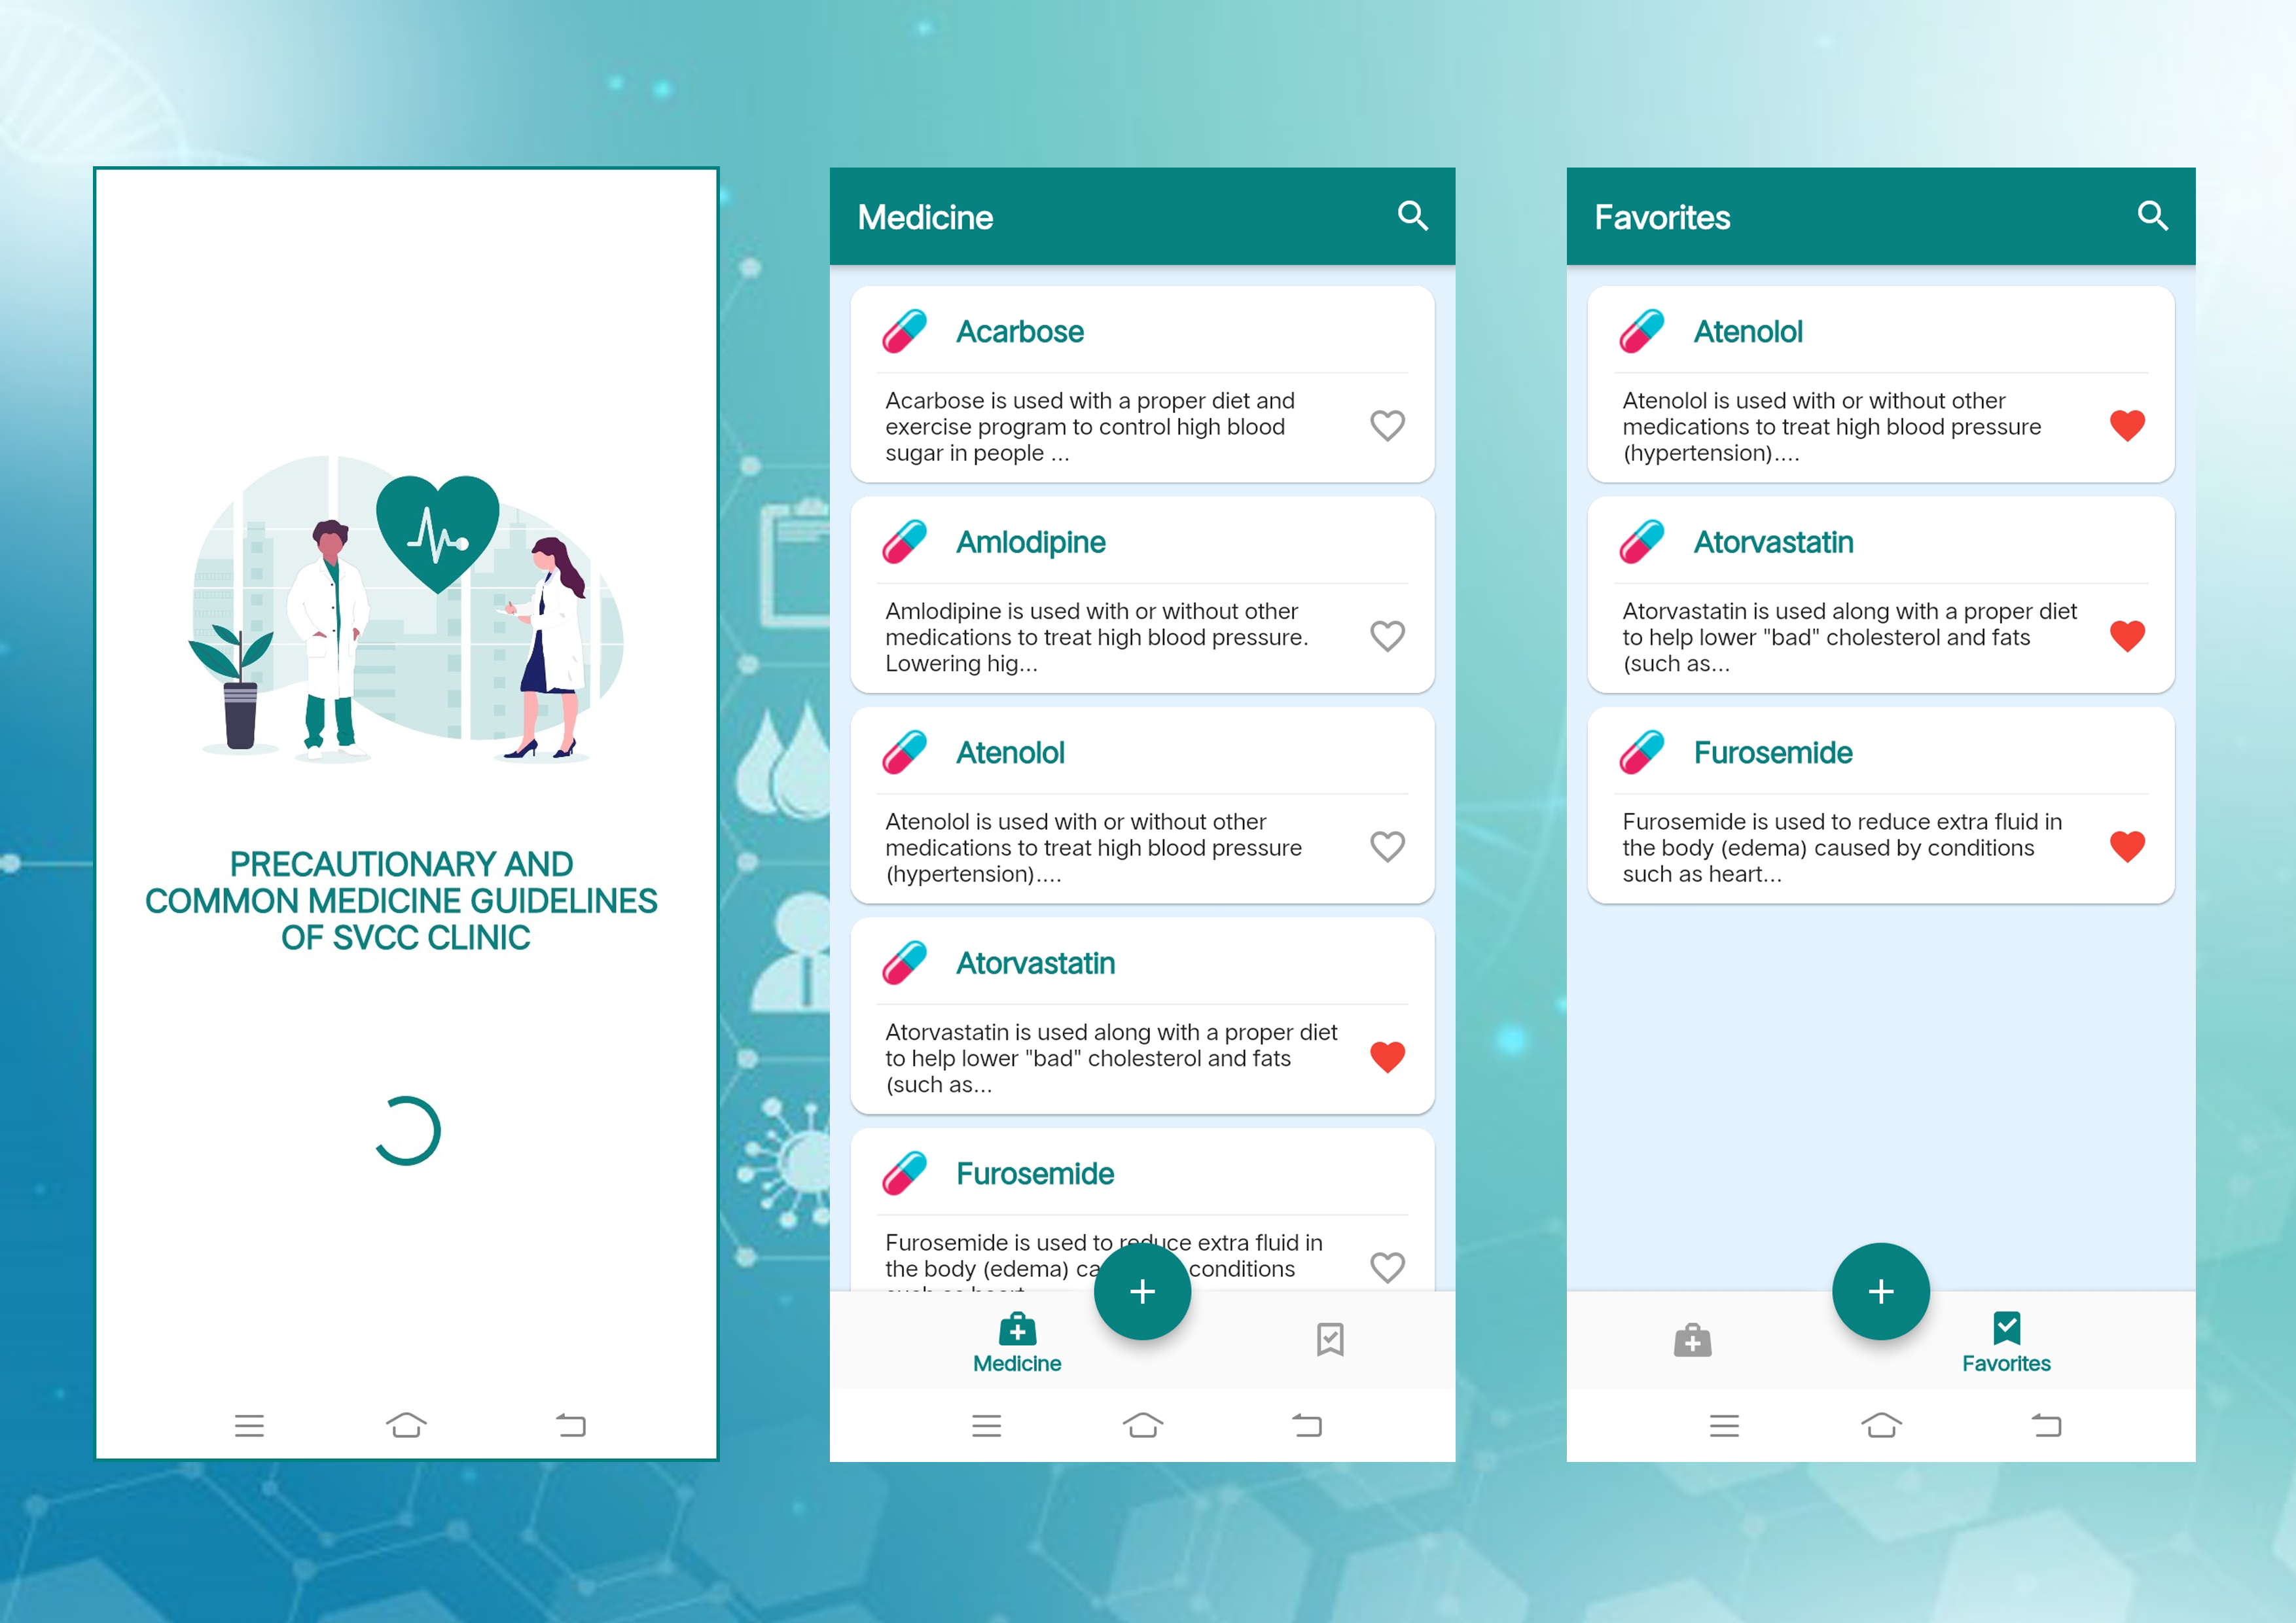 PRECAUTIONARY AND
COMMON MEDICINE GUIDELINES
OF SVCC CLINIC
Medicine
Acarbose
Acarbose is used with a proper diet and
exercise program to control high blood
sugar in people ...
Amlodipine
Amlodipine is used with or without other
medications to treat high blood pressure.
Lowering hig...
Atenolol
Atenolol is used with or without other
medications to treat high blood pressure
(hypertension)....
Atorvastatin
Atorvastatin is used along with a proper diet
to help lower "bad" cholesterol and fats
(such as...
Furosemide
Furosemide is used to reduce extra fluid in
the body (edema) conditions
Medicine
Favorites
Atenolol
Atenolol is used with or without other
medications to treat high blood pressure
(hypertension)....
Atorvastatin
Atorvastatin is used along with a proper diet
to help lower "bad" cholesterol and fats
(such as...
Furosemide
Furosemide is used to reduce extra fluid in
the body (edema) caused by conditions
such as heart...
Favorites